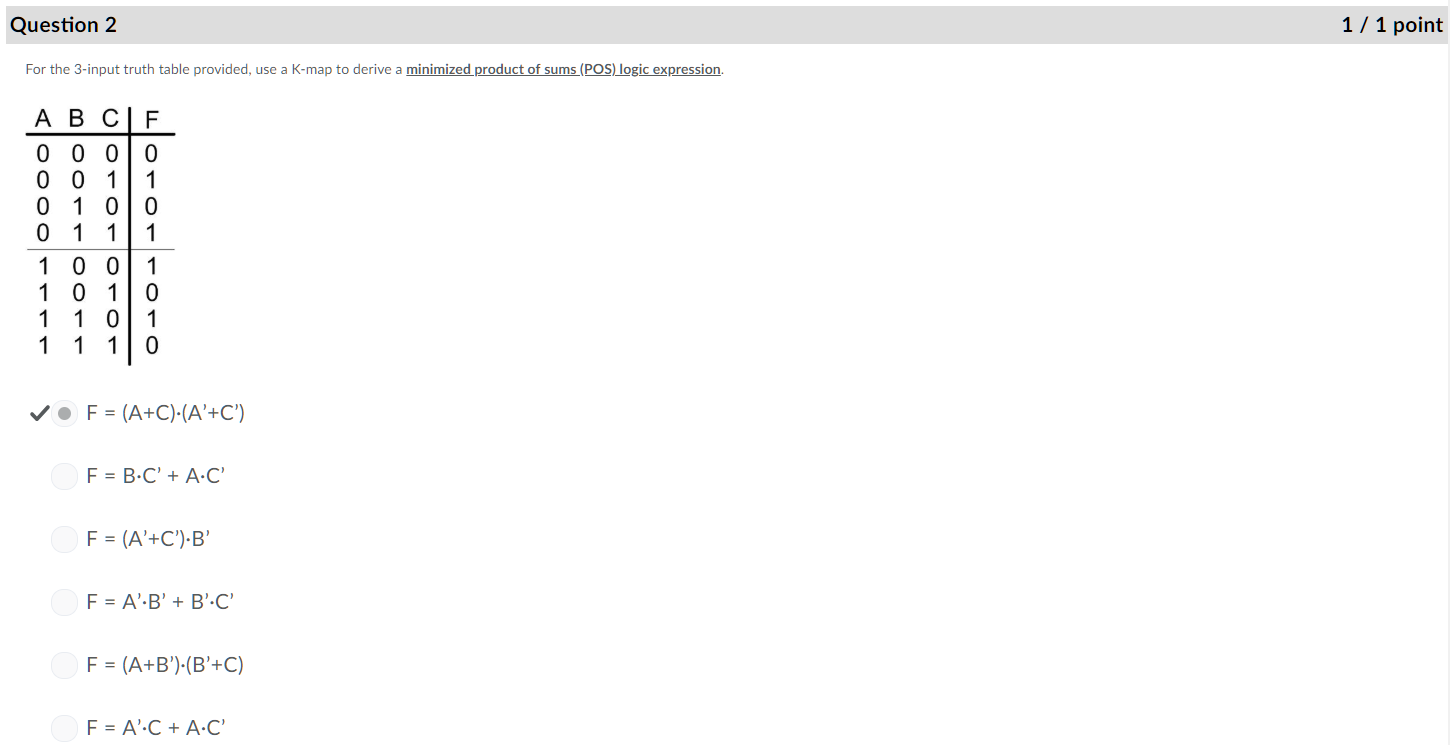 Question 2 1 / 1 point
For the 3-input truth table provided, use a K-map to derive a minimized product of sums (POS) logic expression.
A B C F
0 0 0 0
0 0 1 1
0 1 0 0
0 1 1 1
1 0 0 1
1 0 1 0
1 1 0 1
1 1 1 0
F = (A+C)·(A’+C’)
F = B·C’ + A·C’
F = (A’+C’)·B’
F = A’·B’ + B’·C’
F = (A+B’)·(B’+C)
F = A’·C + A·C’